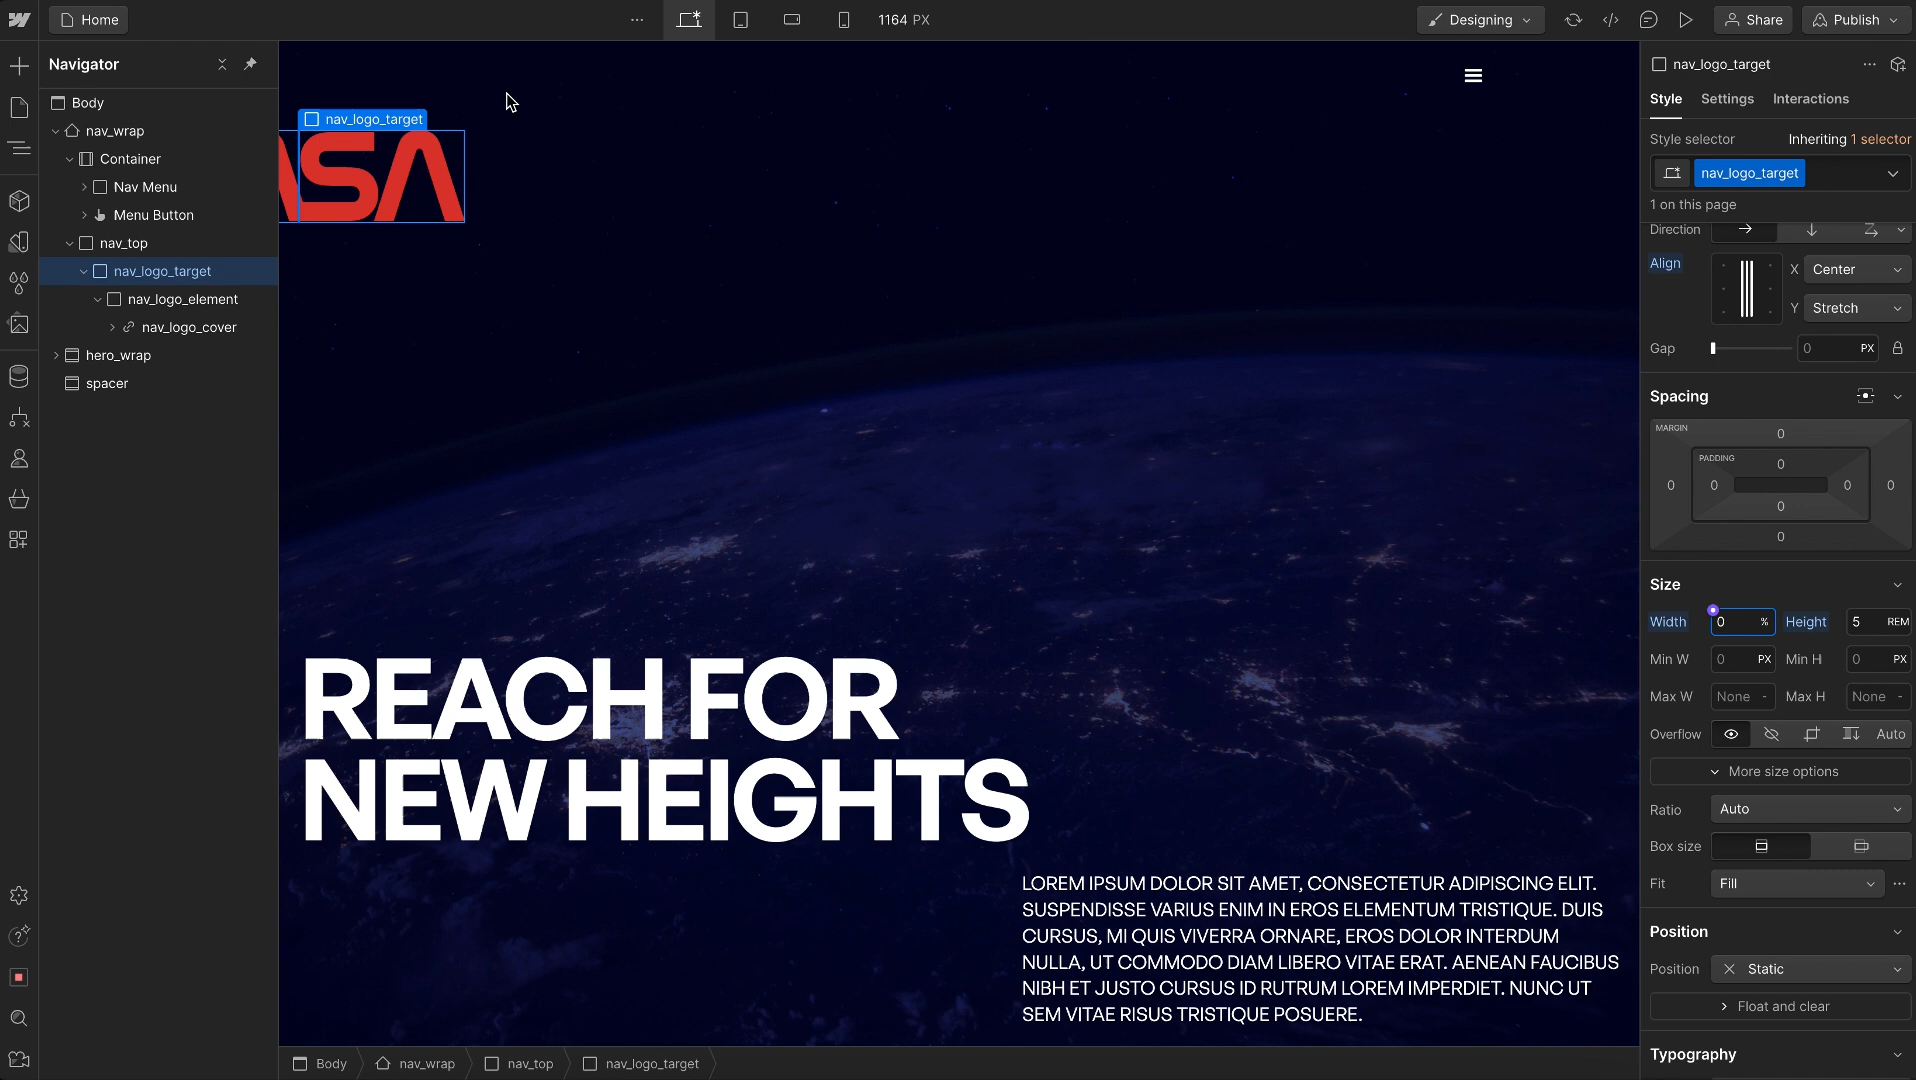 Home
1164 PX
Designing
Share
Publish
Navigator
Body
nav_wrap
Container
Nav Menu
Menu Button
nav_top
nav_logo_target
nav_logo_element
nav_logo_cover
hero_wrap
spacer
nav_logo_target
ASA
REACH FOR
NEW HEIGHTS
LOREM IPSUM DOLOR SIT AMET, CONSECTETUR ADIPISCING ELIT.
SUSPENDISSE VARIUS ENIM IN EROS ELEMENTUM TRISTIQUE. DUIS
CURSUS, MI QUIS VIVERRA ORNARE, EROS DOLOR INTERDUM
NULLA, UT COMMODO DIAM LIBERO VITAE ERAT. AENEAN FAUCIBUS
NIBH ET JUSTO CURSUS ID RUTRUM LOREM IMPERDIET. NUNC UT
SEM VITAE RISUS TRISTIQUE POSUERE.
Body nav_wrap nav_top nav_logo_target
nav_logo_target
Style Settings Interactions
Style selector Inheriting 1 selector
nav_logo_target
1 on this page
Direction
Align X Center
Y Stretch
Gap 0 PX
Spacing
MARGIN
0
PADDING
0
0 0 0 0
0
0
Size
Width 0 % Height 5 REM
Min W 0 PX Min H 0 PX
Max W None - Max H None -
Overflow Auto
More size options
Ratio Auto
Box size
Fit Fill
Position
Position Static
Float and clear
Typography